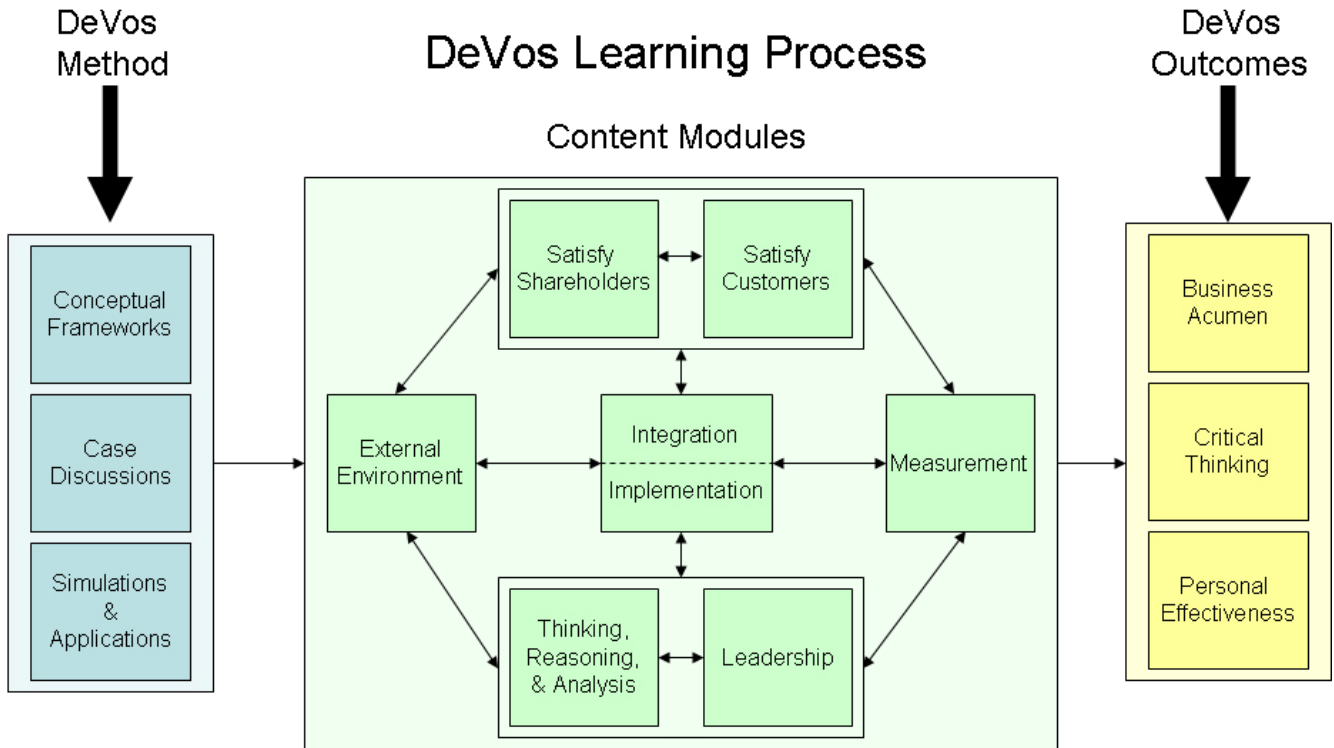 DeVos
Method
DeVos Learning Process
DeVos
Outcomes
Content Modules
Conceptual
Frameworks
Case
Discussions
Simulations
&
Applications
Satisfy
Shareholders
Satisfy
Customers
External
Environment
Integration
Implementation
Measurement
Thinking,
Reasoning,
& Analysis
Leadership
Business
Acumen
Critical
Thinking
Personal
Effectiveness